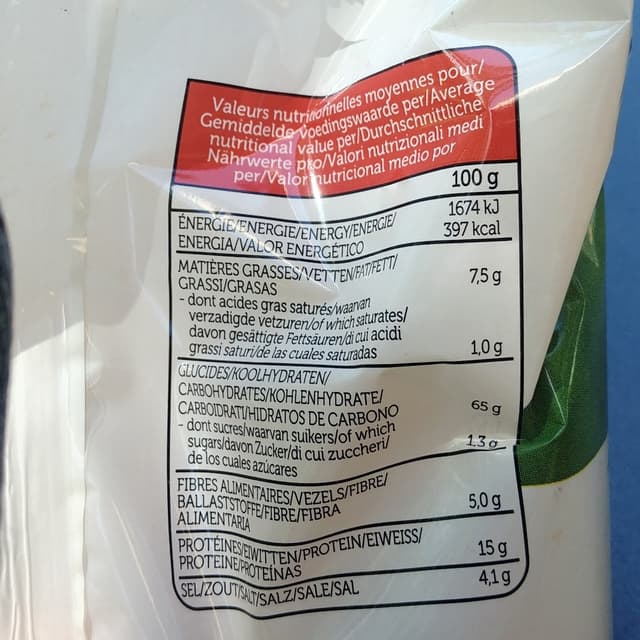 Valeurs nutritionnelles moyennes pour/
Gemiddelde voedingswaarde per/Average
nutritional value per/Durchschnittliche
Nährwerte pro/Valori nutrizionali medi
per/Valor nutricional medio por
100 g
ÉNERGIE/ENERGIE/ENERGY/ENERGIE/
ENERGIA/VALOR ENERGÉTICO
1674 kJ
397 kcal
MATIÈRES GRASSES/VETTEN/FAT/FETT/
GRASSI/GRASAS
7,5 g
- dont acides gras saturés/waarvan
verzadigde vetzuren/of which saturates/
davon gesättigte Fettsäuren/di cui acidi
grassi saturi/de las cuales saturadas
1,0 g
GLUCIDES/KOOLHYDRATEN/
CARBOHYDRATES/KOHLENHYDRATE/
CARBOIDRATI/HIDRATOS DE CARBONO
65 g
- dont sucres/waarvan suikers/of which
sugars/davon Zucker/di cui zuccheri/
de los cuales azúcares
1,3 g
FIBRES ALIMENTAIRES/VEZELS/FIBRE/
BALLASTSTOFFE/FIBRE/FIBRA
ALIMENTARIA
5,0 g
PROTÉINES/EIWITTEN/PROTEIN/EIWEISS/
PROTEINE/PROTEÍNAS
15 g
SEL/ZOUT/SALT/SALZ/SALE/SAL
4,1 g